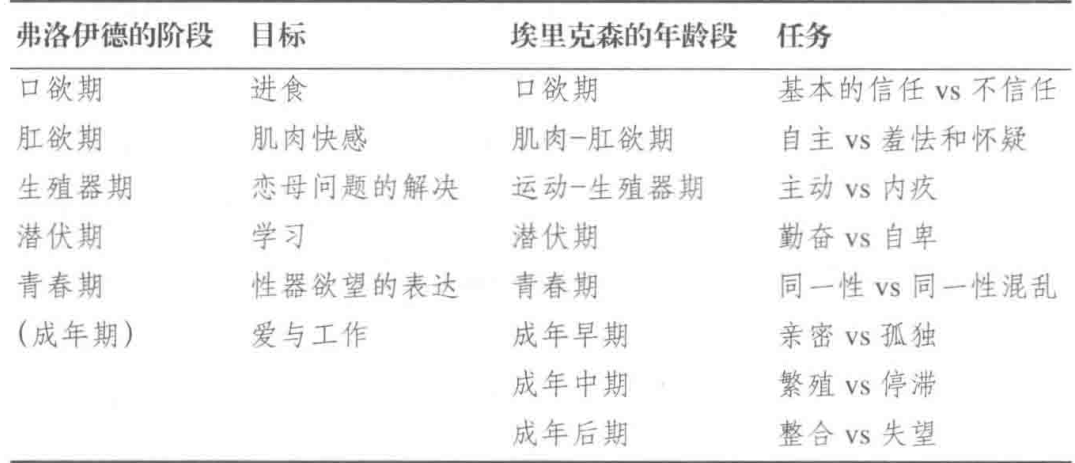 弗洛伊德的阶段 目标 埃里克森的年龄段 任务
口欲期 进食 口欲期 基本的信任 vs 不信任
肛欲期 肌肉快感 肌肉-肛欲期 自主 vs 羞怯和怀疑
生殖器期 恋母问题的解决 运动-生殖器期 主动 vs 内疚
潜伏期 学习 潜伏期 勤奋 vs 自卑
青春期 性器欲望的表达 青春期 同一性 vs 同一性混乱
(成年期) 爱与工作 成年早期 亲密 vs 孤独
成年中期 繁殖 vs 停滞
成年后期 整合 vs 失望